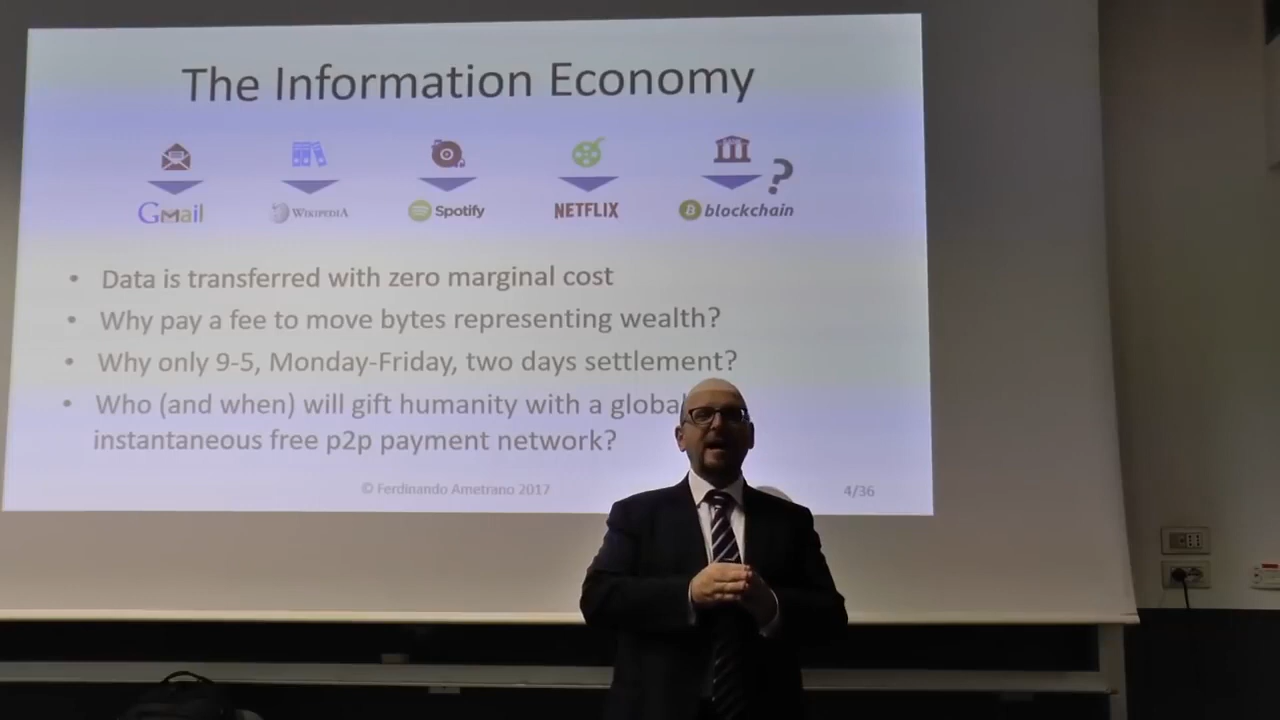 The Information Economy
Gmail WIKIPEDIA Spotify NETFLIX blockchain ?
• Data is transferred with zero marginal cost
• Why pay a fee to move bytes representing wealth?
• Why only 9-5, Monday-Friday, two days settlement?
• Who (and when) will gift humanity with a global
instantaneous free p2p payment network?
© Ferdinando Ametrano 2017 4/36